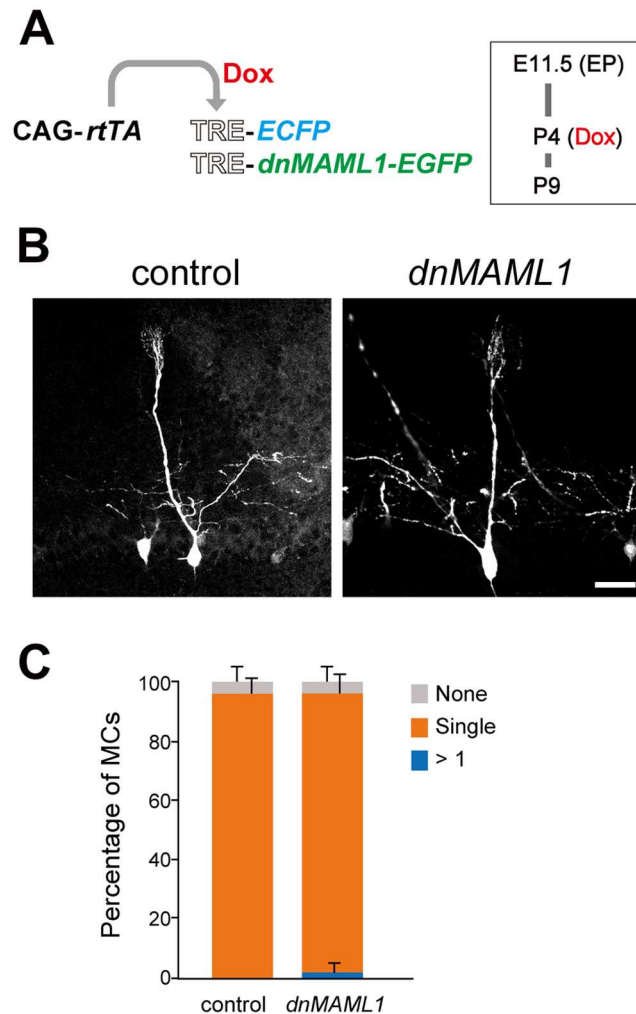 A
Dox
CAG-rtTA TRE-ECFP
TRE-dnMAML1-EGFP
E11.5 (EP)
P4 (Dox)
P9
B
control dnMAML1
C
Percentage of MCs
100
80
60
40
20
0
control dnMAML1
None
Single
> 1